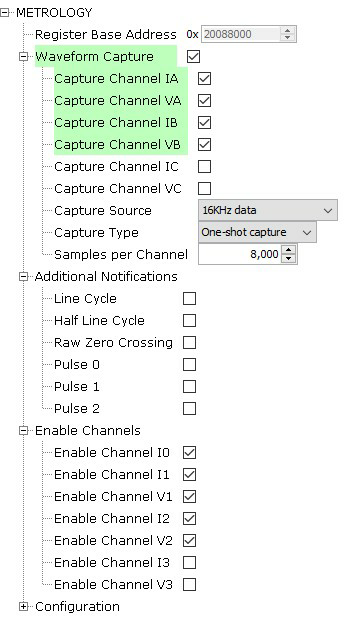 METROLOGY
Register Base Address 0x 20088000
Waveform Capture
Capture Channel IA
Capture Channel VA
Capture Channel IB
Capture Channel VB
Capture Channel IC
Capture Channel VC
Capture Source 16KHz data
Capture Type One-shot capture
Samples per Channel 8,000
Additional Notifications
Line Cycle
Half Line Cycle
Raw Zero Crossing
Pulse 0
Pulse 1
Pulse 2
Enable Channels
Enable Channel I0
Enable Channel I1
Enable Channel V1
Enable Channel I2
Enable Channel V2
Enable Channel I3
Enable Channel V3
Configuration